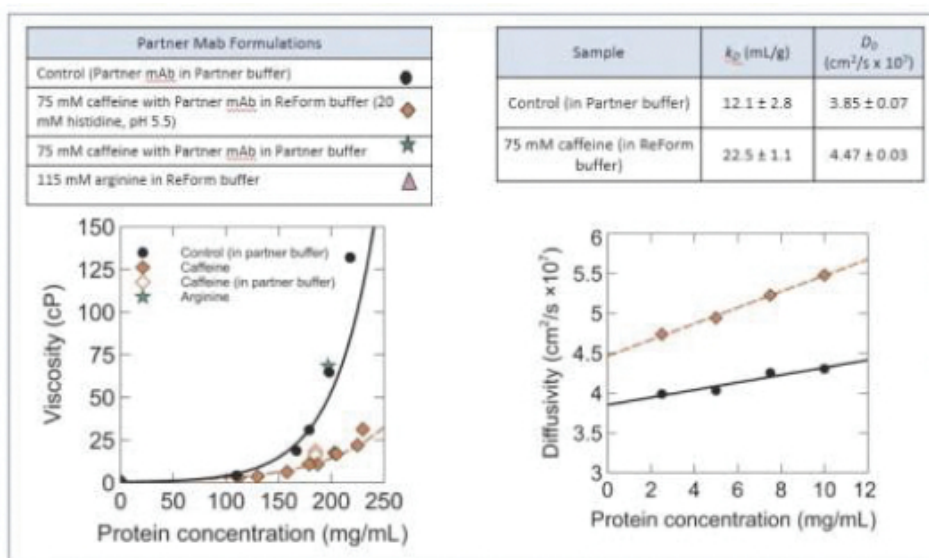 Partner Mab Formulations
Control (Partner mAb in Partner buffer)
75 mM caffeine with Partner mAb in ReForm buffer (20
mM histidine, pH 5.5)
75 mM caffeine with Partner mAb in Partner buffer
115 mM arginine in ReForm buffer
Sample
k_D (mL/g)
D_0
(cm²/s x 10⁷)
Control (in Partner buffer)
12.1 ± 2.8
3.85 ± 0.07
75 mM caffeine (in ReForm
buffer)
22.5 ± 1.1
4.47 ± 0.03
Viscosity (cP)
150
125
100
75
50
25
0
Control (in partner buffer)
Caffeine
Caffeine (in partner buffer)
Arginine
0 50 100 150 200 250
Protein concentration (mg/mL)
Diffusivity (cm²/s ×10⁷)
6
5.5
5
4.5
4
3.5
3
0 2 4 6 8 10 12
Protein concentration (mg/mL)